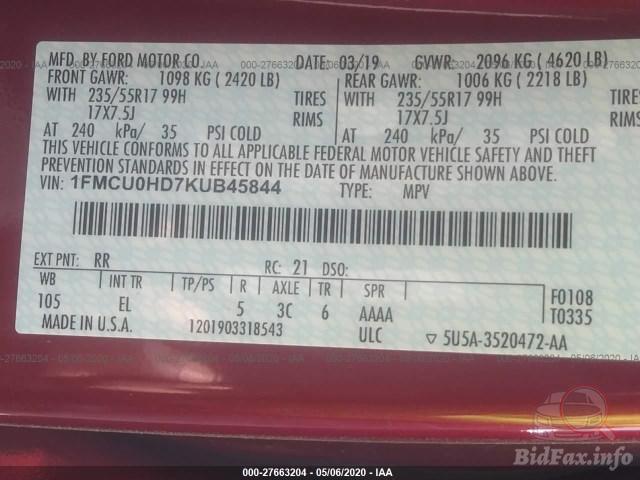 MFD. BY FORD MOTOR CO. DATE: 03/19 GVWR: 2096 KG ( 4620 LB)
FRONT GAWR: 1098 KG ( 2420 LB) REAR GAWR: 1006 KG ( 2218 LB)
WITH 235/55R17 99H TIRES WITH 235/55R17 99H TIRES
17X7.5J RIMS 17X7.5J RIMS
AT 240 kPa/ 35 PSI COLD AT 240 kPa/ 35 PSI COLD
THIS VEHICLE CONFORMS TO ALL APPLICABLE FEDERAL MOTOR VEHICLE SAFETY AND THEFT
PREVENTION STANDARDS IN EFFECT ON THE DATE OF MANUFACTURE SHOWN ABOVE.
VIN: 1FMCU0HD7KUB45844 TYPE: MPV
EXT PNT: RR RC: 21 DSO:
WB INT TR TP/PS R AXLE TR SPR F0108
105 EL 5 3C 6 AAAA T0335
MADE IN U.S.A. 1201903318543 ULC ▽ 5U5A-3520472-AA
000-27663204 - 05/06/2020 - IAA
BidFax.info